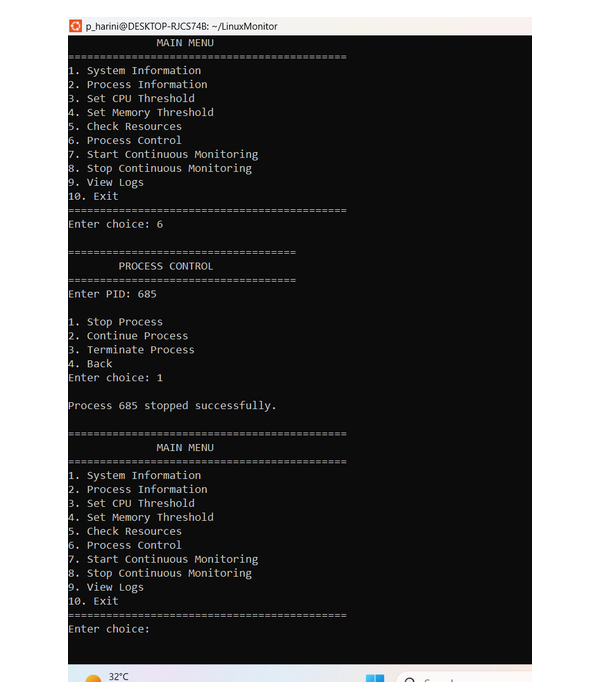 p_harini@DESKTOP-RJCS74B: ~/LinuxMonitor
MAIN MENU
============================================
1. System Information
2. Process Information
3. Set CPU Threshold
4. Set Memory Threshold
5. Check Resources
6. Process Control
7. Start Continuous Monitoring
8. Stop Continuous Monitoring
9. View Logs
10. Exit
============================================
Enter choice: 6
====================================
PROCESS CONTROL
====================================
Enter PID: 685
1. Stop Process
2. Continue Process
3. Terminate Process
4. Back
Enter choice: 1
Process 685 stopped successfully.
============================================
MAIN MENU
============================================
1. System Information
2. Process Information
3. Set CPU Threshold
4. Set Memory Threshold
5. Check Resources
6. Process Control
7. Start Continuous Monitoring
8. Stop Continuous Monitoring
9. View Logs
10. Exit
============================================
Enter choice:
32°C